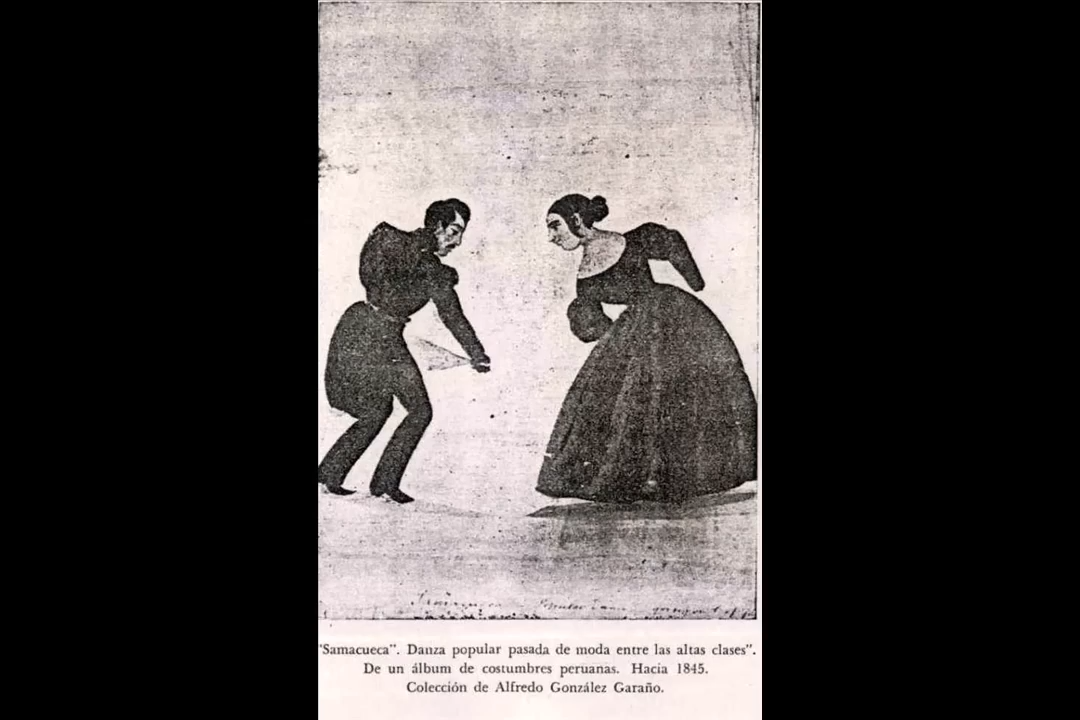 "Samacueca". Danza popular pasada de moda entre las altas clases".
De un álbum de costumbres peruanas. Hacia 1845.
Colección de Alfredo González Garaño.